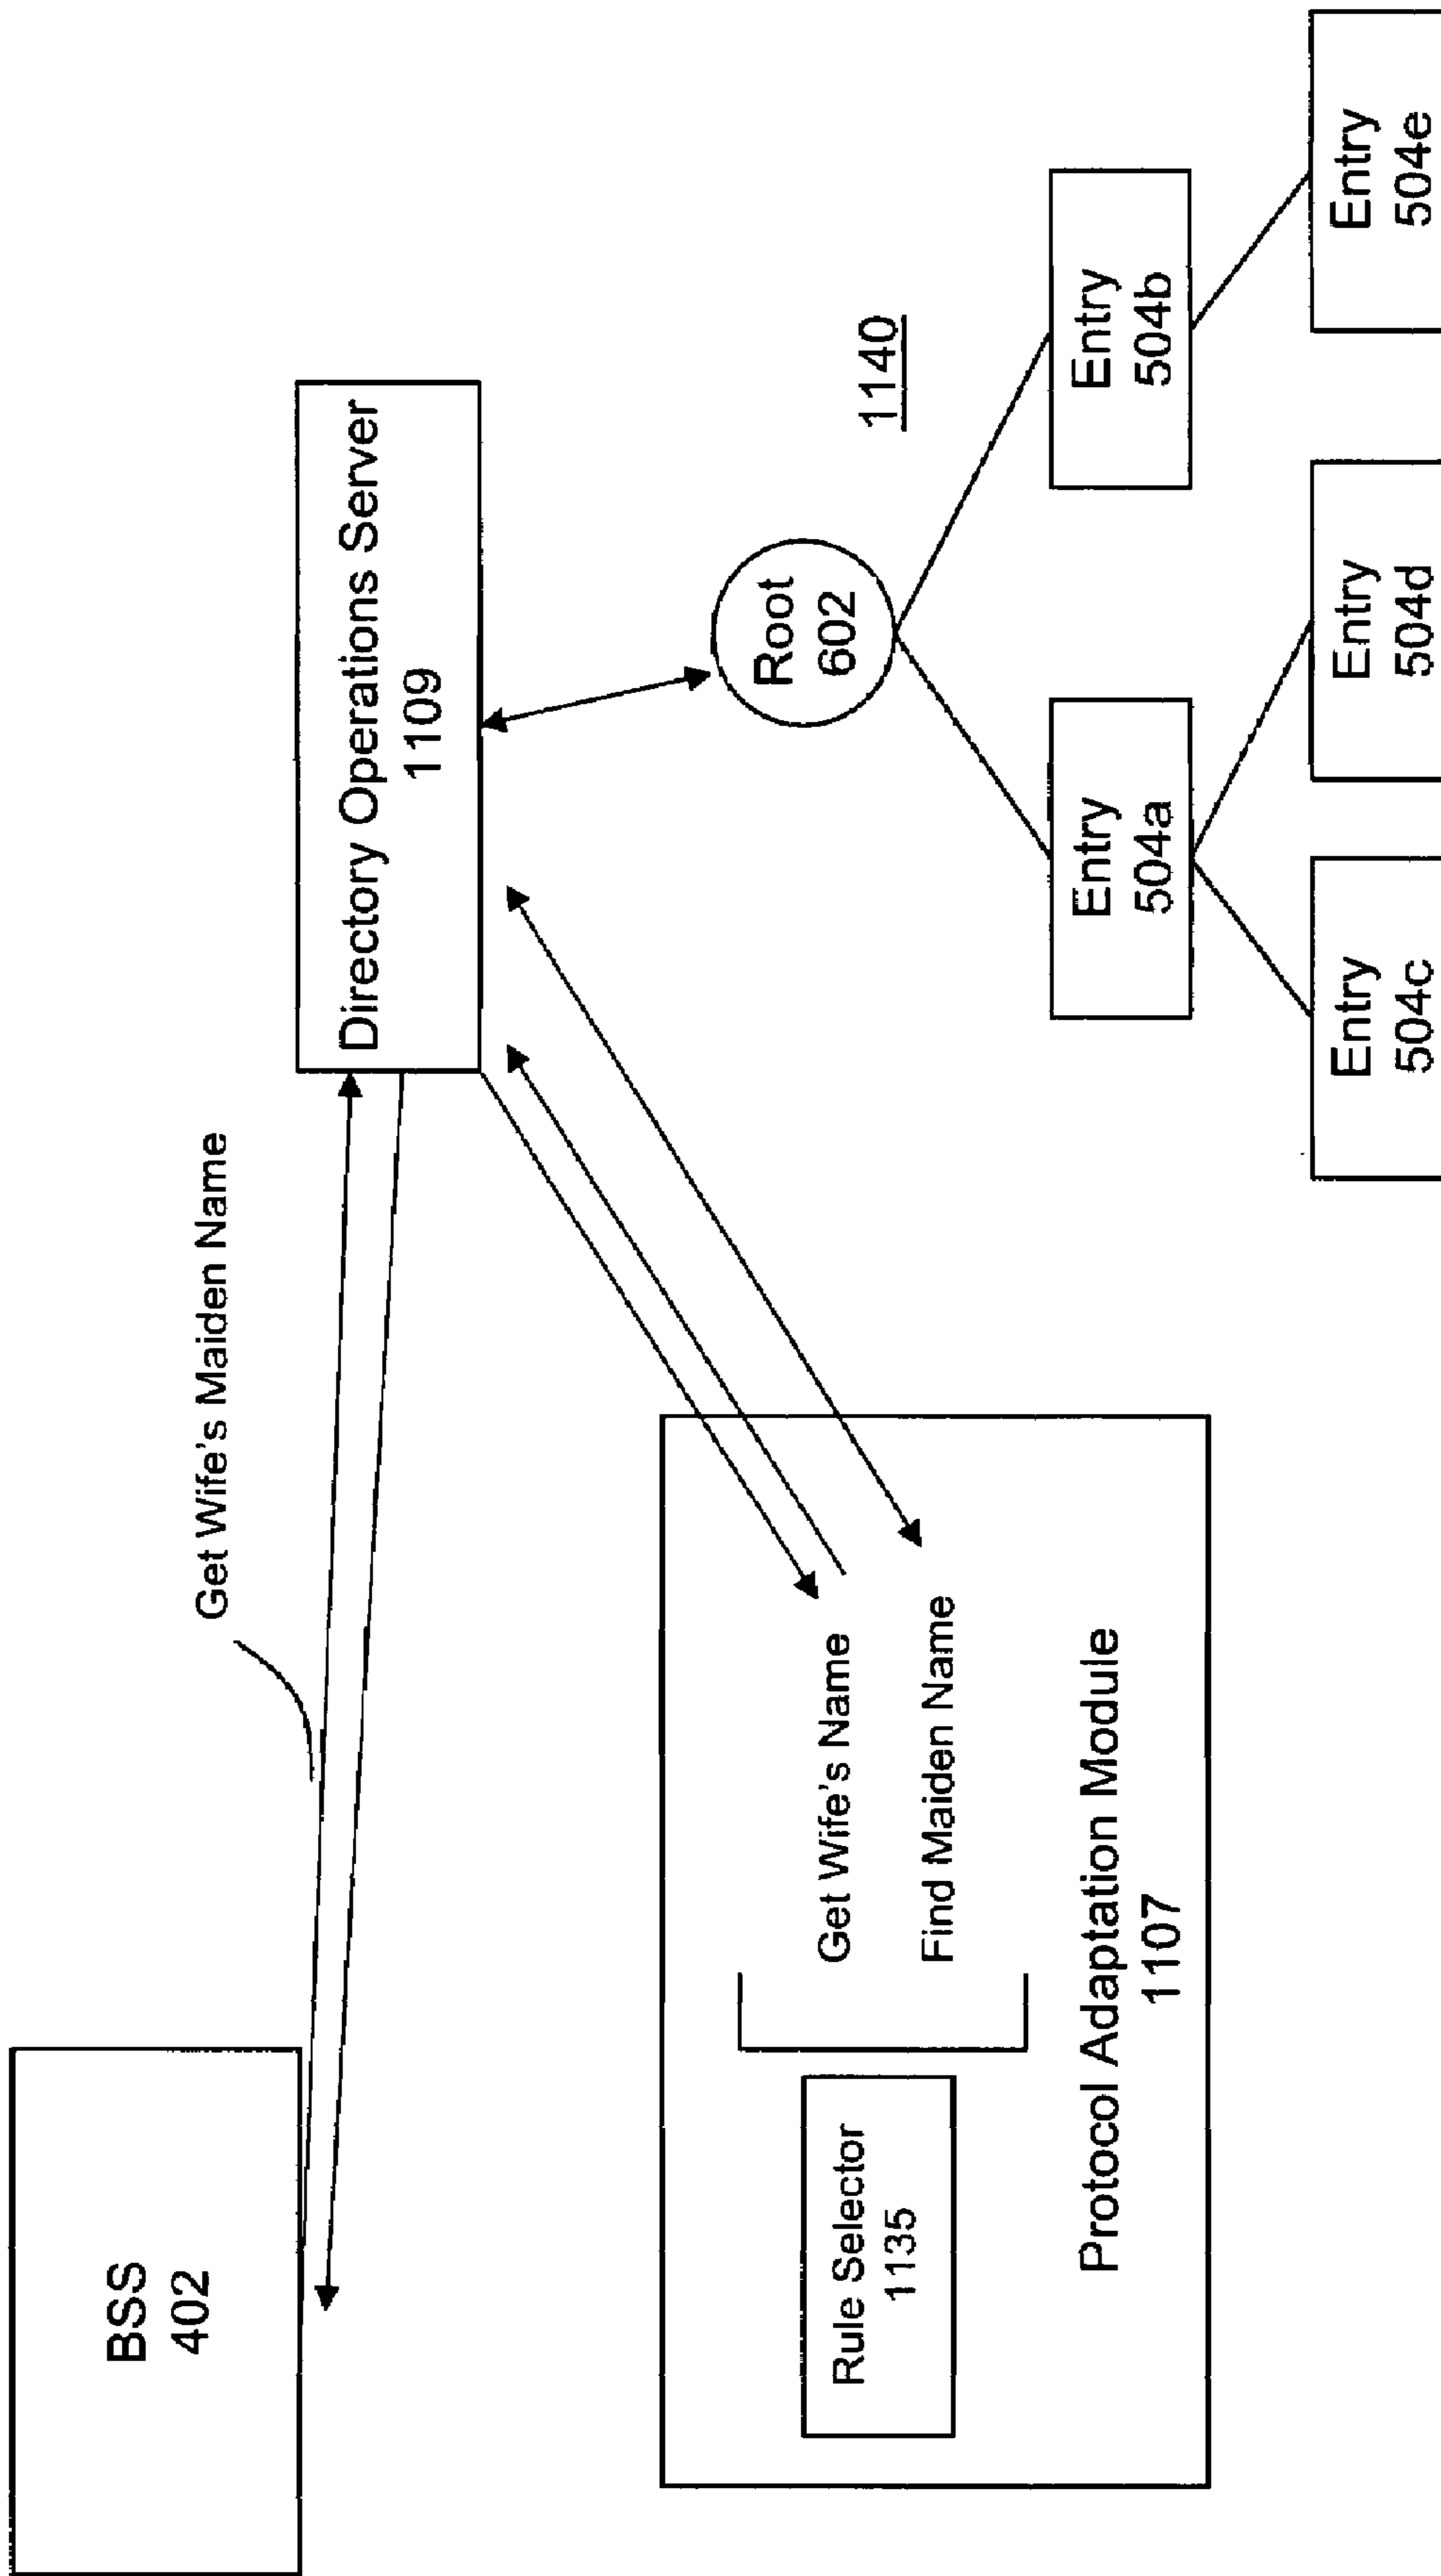 BSS
402
Get Wife's Maiden Name
Directory Operations Server
1109
Rule Selector
1135
Get Wife's Name
Find Maiden Name
Protocol Adaptation Module
1107
Root
602
1140
Entry
504a
Entry
504b
Entry
504c
Entry
504d
Entry
504e